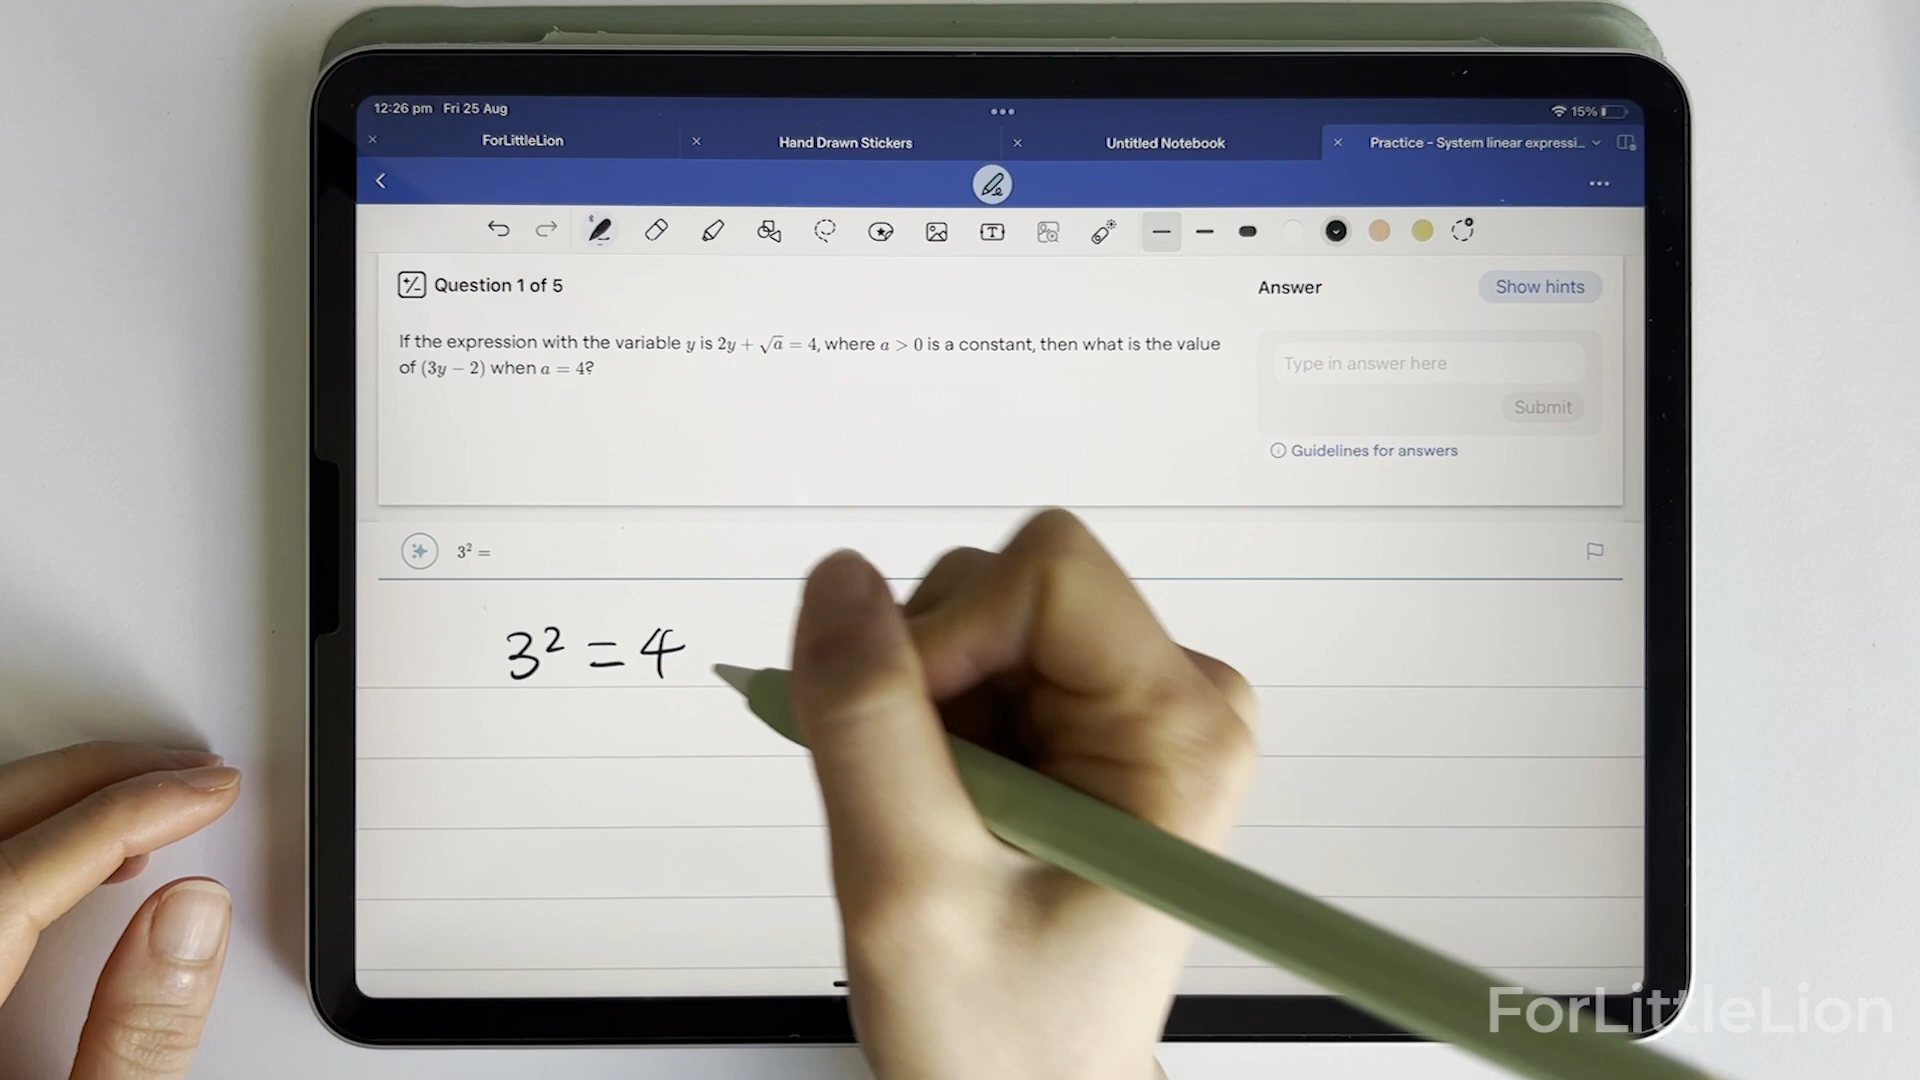 12:26 pm Fri 25 Aug
15%
ForLittleLion
Hand Drawn Stickers
Untitled Notebook
Practice - System linear expressi...
Question 1 of 5
Answer
Show hints
If the expression with the variable y is 2y + √a = 4, where a > 0 is a constant, then what is the value
of (3y − 2) when a = 4?
Type in answer here
Submit
Guidelines for answers
3² =
3² = 4
ForLittleLion